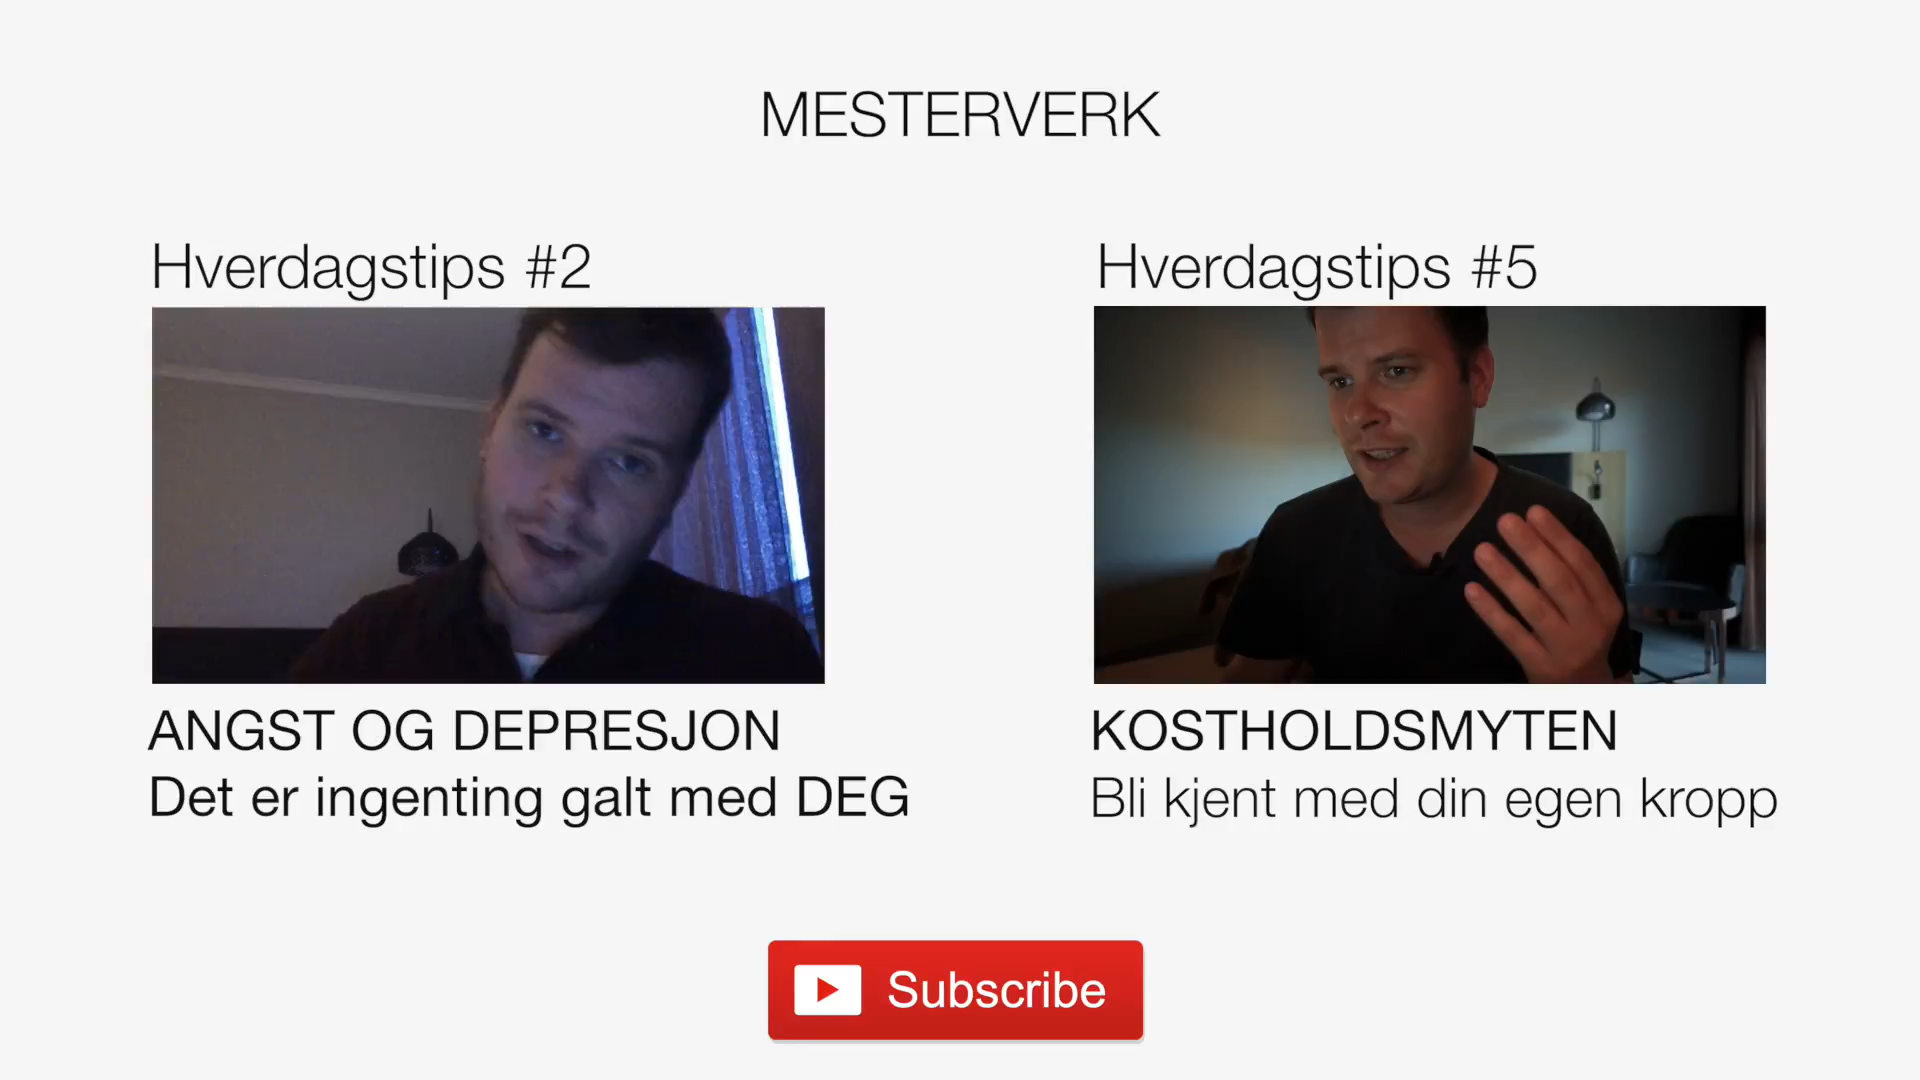 MESTERVERK
Hverdagstips #2
ANGST OG DEPRESJON
Det er ingenting galt med DEG
Hverdagstips #5
KOSTHOLDSMYTEN
Bli kjent med din egen kropp
Subscribe